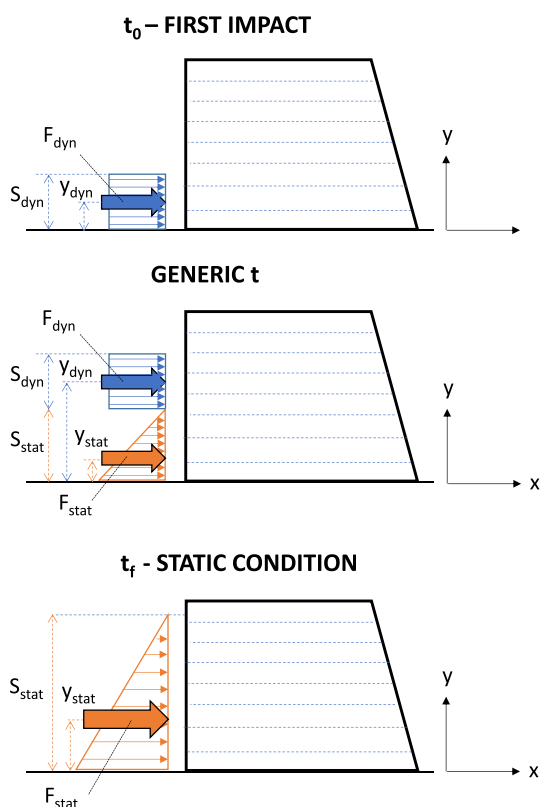 t0 – FIRST IMPACT
Fdyn
y
Sdyn
ydyn
GENERIC t
Fdyn
Sdyn
ydyn
y
Sstat
ystat
x
Fstat
tf - STATIC CONDITION
y
Sstat
ystat
x
Fstat